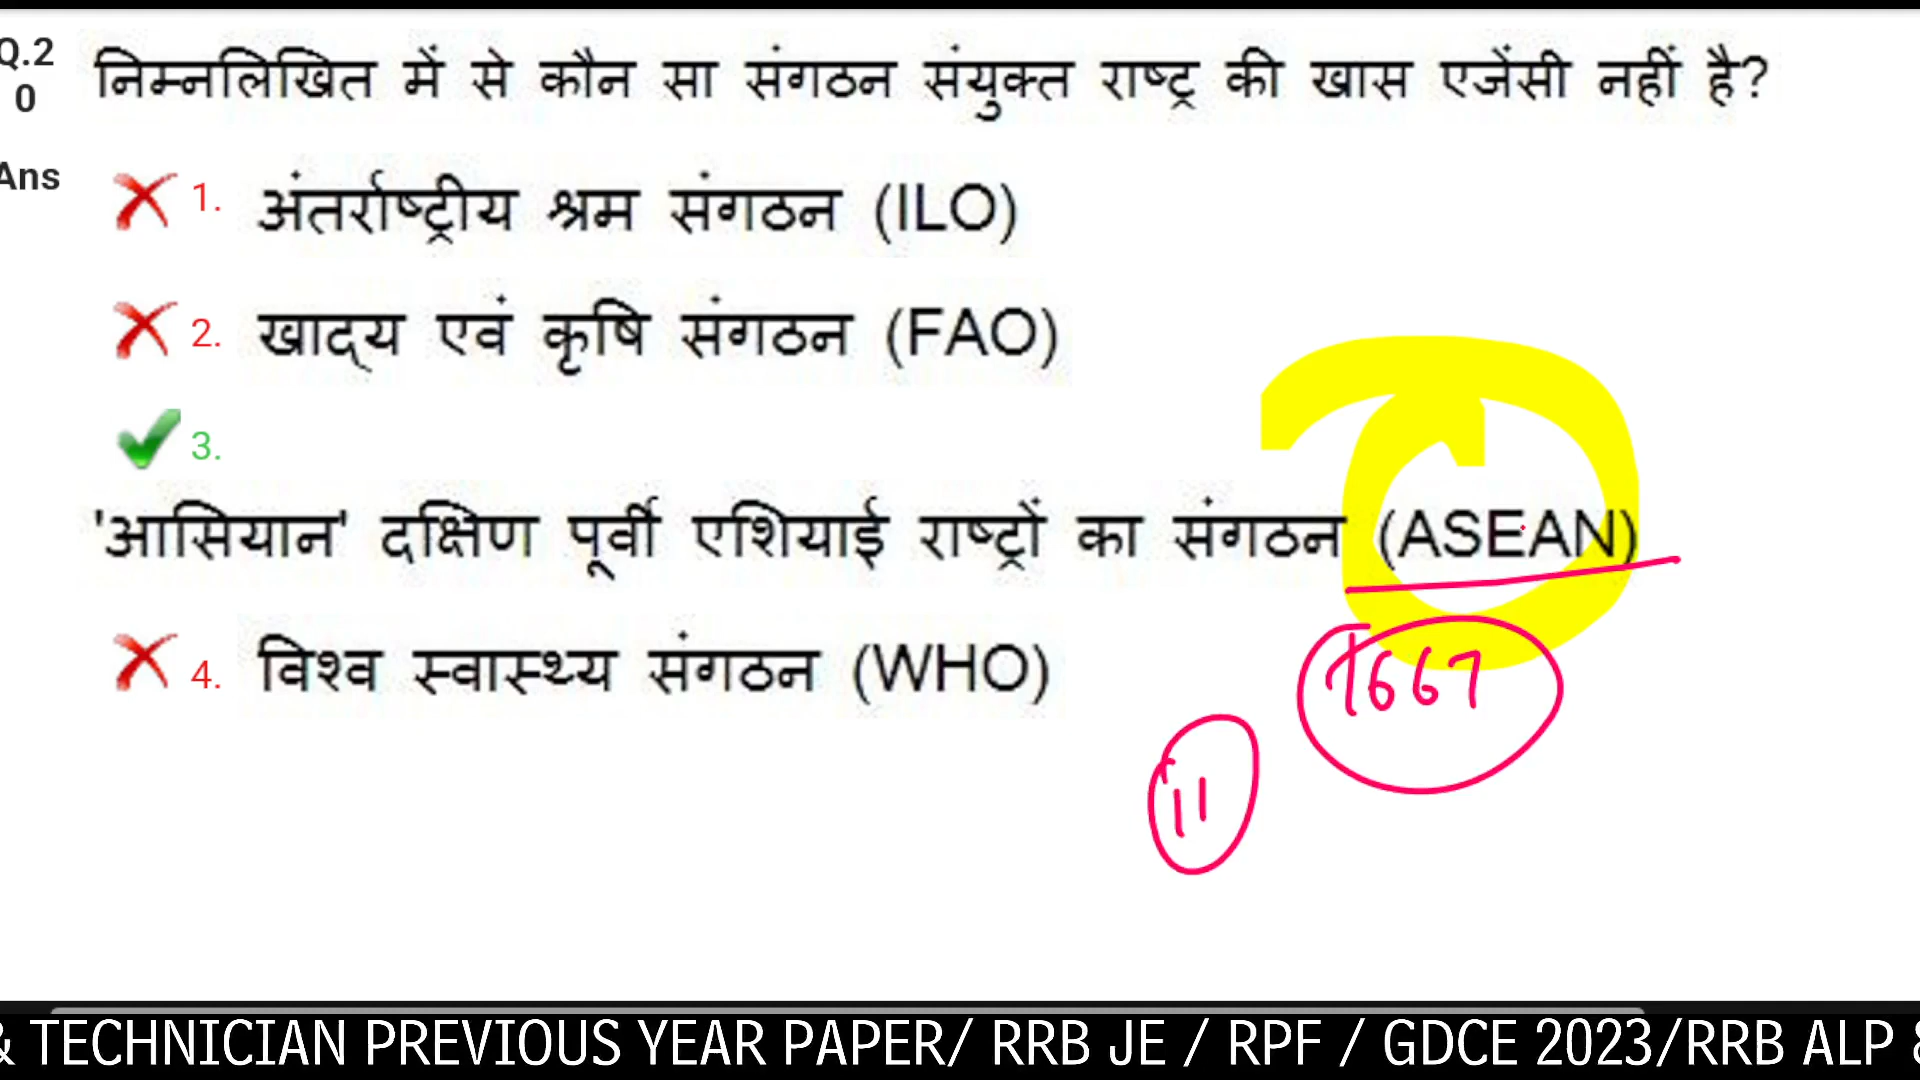 Q.2
0
निम्नलिखित में से कौन सा संगठन संयुक्त राष्ट्र की खास एजेंसी नहीं है?
Ans
1. अंतर्राष्ट्रीय श्रम संगठन (ILO)
2. खाद्य एवं कृषि संगठन (FAO)
3.
'आसियान' दक्षिण पूर्वी एशियाई राष्ट्रों का संगठन (ASEAN)
4. विश्व स्वास्थ्य संगठन (WHO)
1667
11
& TECHNICIAN PREVIOUS YEAR PAPER/ RRB JE / RPF / GDCE 2023/RRB ALP &